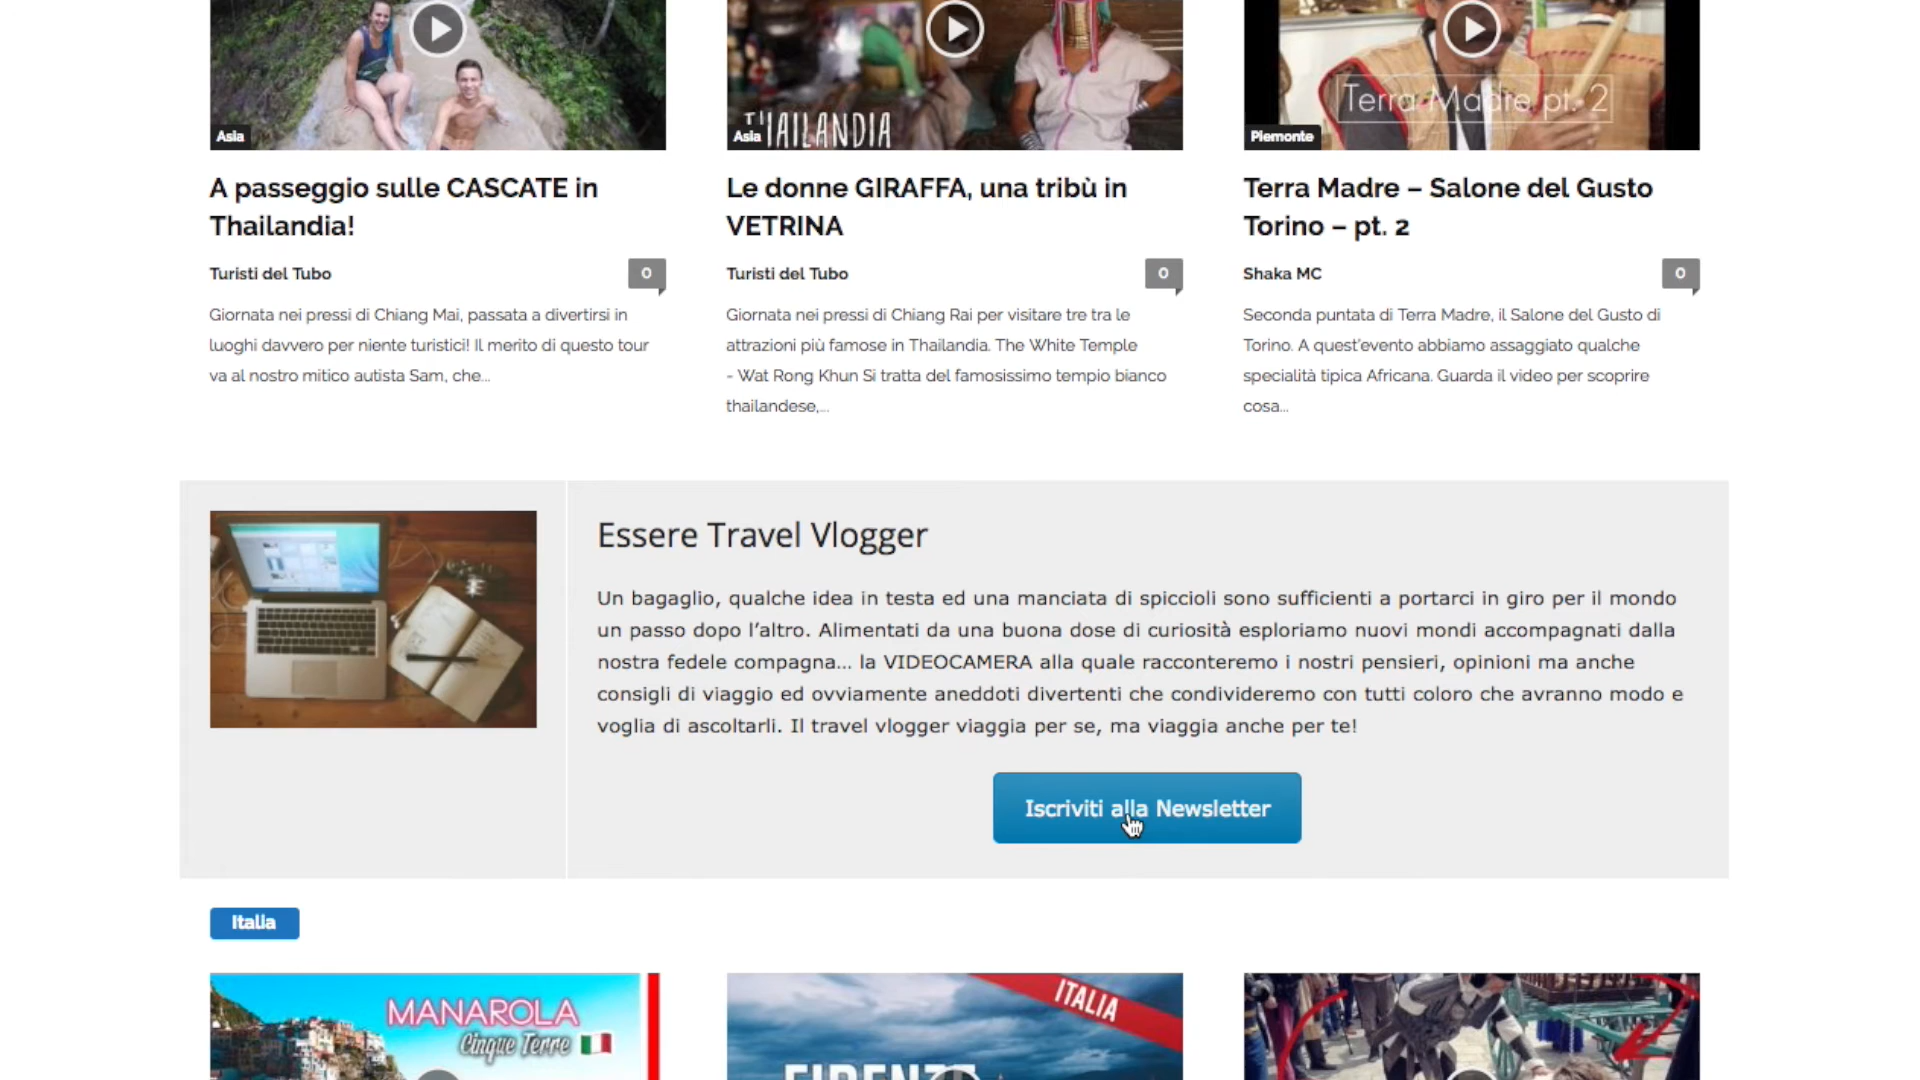 Asia
THAILANDIA
Asia
Terra Madre pt. 2
Piemonte
A passeggio sulle CASCATE in
Thailandia!
Turisti del Tubo
0
Giornata nei pressi di Chiang Mai, passata a divertirsi in
luoghi davvero per niente turistici! Il merito di questo tour
va al nostro mitico autista Sam, che...
Le donne GIRAFFA, una tribù in
VETRINA
Turisti del Tubo
0
Giornata nei pressi di Chiang Rai per visitare tre tra le
attrazioni più famose in Thailandia. The White Temple
- Wat Rong Khun Si tratta del famosissimo tempio bianco
thailandese,...
Terra Madre – Salone del Gusto
Torino – pt. 2
Shaka MC
0
Seconda puntata di Terra Madre, il Salone del Gusto di
Torino. A quest'evento abbiamo assaggiato qualche
specialità tipica Africana. Guarda il video per scoprire
cosa...
Essere Travel Vlogger
Un bagaglio, qualche idea in testa ed una manciata di spiccioli sono sufficienti a portarci in giro per il mondo
un passo dopo l'altro. Alimentati da una buona dose di curiosità esploriamo nuovi mondi accompagnati dalla
nostra fedele compagna... la VIDEOCAMERA alla quale racconteremo i nostri pensieri, opinioni ma anche
consigli di viaggio ed ovviamente aneddoti divertenti che condivideremo con tutti coloro che avranno modo e
voglia di ascoltarli. Il travel vlogger viaggia per se, ma viaggia anche per te!
Iscriviti alla Newsletter
Italia
MANAROLA
Cinque Terre
ITALIA
FIRENZE